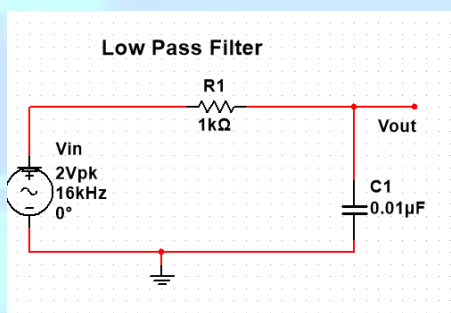 Low Pass Filter
R1
1kΩ
Vout
Vin
+
2Vpk
16kHz
0°
C1
0.01µF